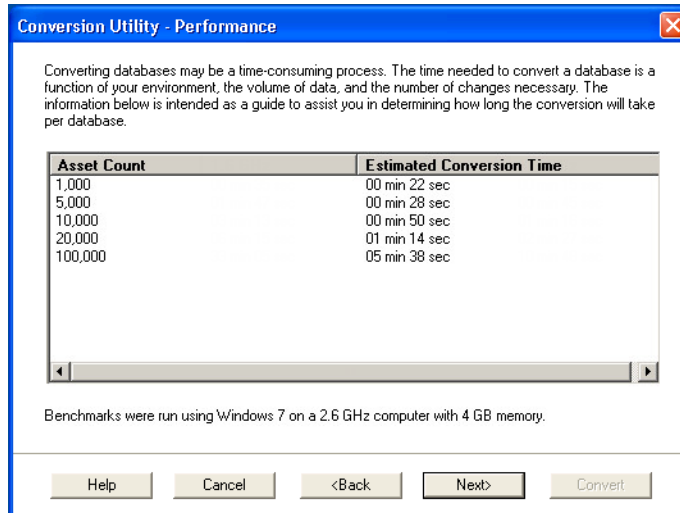 Conversion Utility - Performance
Converting databases may be a time-consuming process. The time needed to convert a database is a
function of your environment, the volume of data, and the number of changes necessary. The
information below is intended as a guide to assist you in determining how long the conversion will take
per database.
Asset Count Estimated Conversion Time
1,000 00 min 22 sec
5,000 00 min 28 sec
10,000 00 min 50 sec
20,000 01 min 14 sec
100,000 05 min 38 sec
Benchmarks were run using Windows 7 on a 2.6 GHz computer with 4 GB memory.
Help Cancel <Back Next> Convert